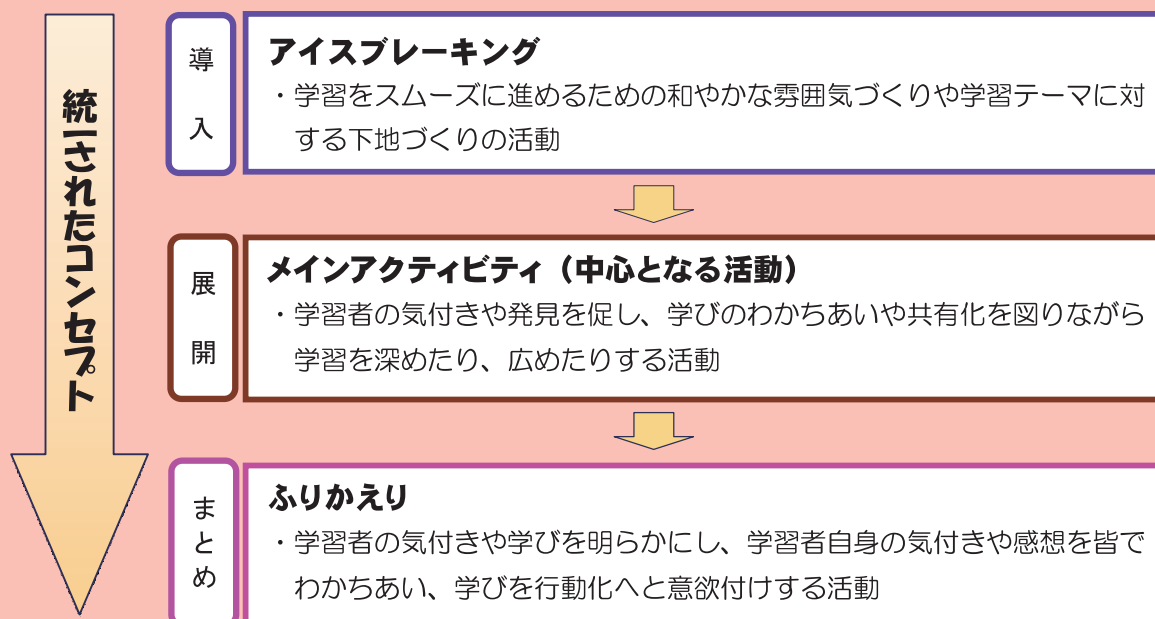 統一されたコンセプト
導入
アイスブレーキング
・学習をスムーズに進めるための和やかな雰囲気づくりや学習テーマに対
する下地づくりの活動
展開
メインアクティビティ（中心となる活動）
・学習者の気付きや発見を促し、学びのわかちあいや共有化を図りながら
学習を深めたり、広めたりする活動
まとめ
ふりかえり
・学習者の気付きや学びを明らかにし、学習者自身の気付きや感想を皆で
わかちあい、学びを行動化へと意欲付けする活動